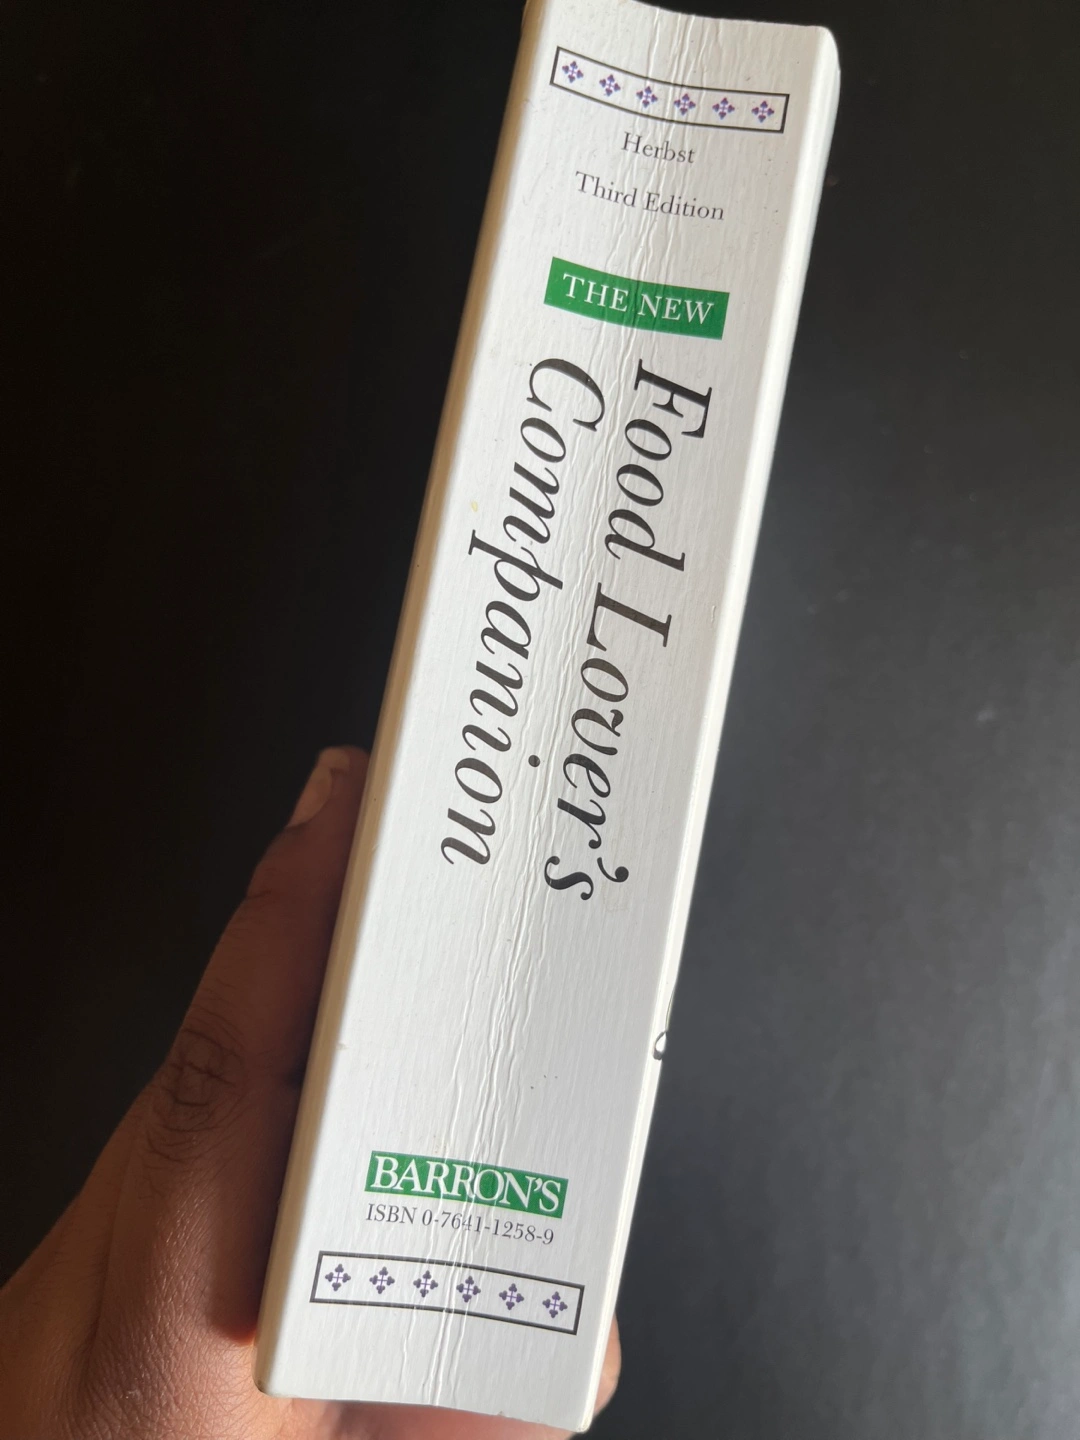 Herbst
Third Edition
THE NEW
Food Lover's
Companion
BARRON'S
ISBN 0-7641-1258-9